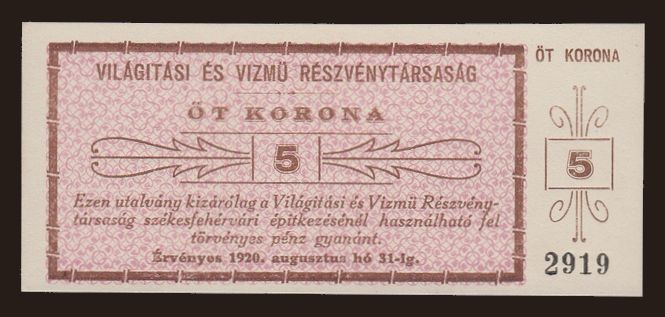 VILÁGITÁSI ÉS VIZMÜ RÉSZVÉNYTÁRSASÁG
ÖT KORONA
5
Ezen utalvány kizárólag a Világitási és Vizmü Részvény-
társaság székesfehérvári épitkezésénél használható fel
törvényes pénz gyanánt.
Érvényes 1920. augusztus hó 31-ig.
ÖT KORONA
5
2919